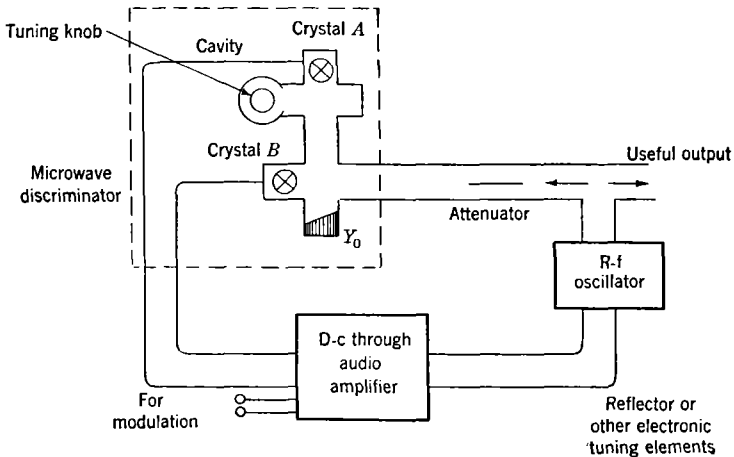 Crystal A
Tuning knob
Cavity
Crystal B
Useful output
Microwave
discriminator
Attenuator
Y0
R-f
oscillator
D-c through
audio
amplifier
For
modulation
Reflector or
other electronic
tuning elements